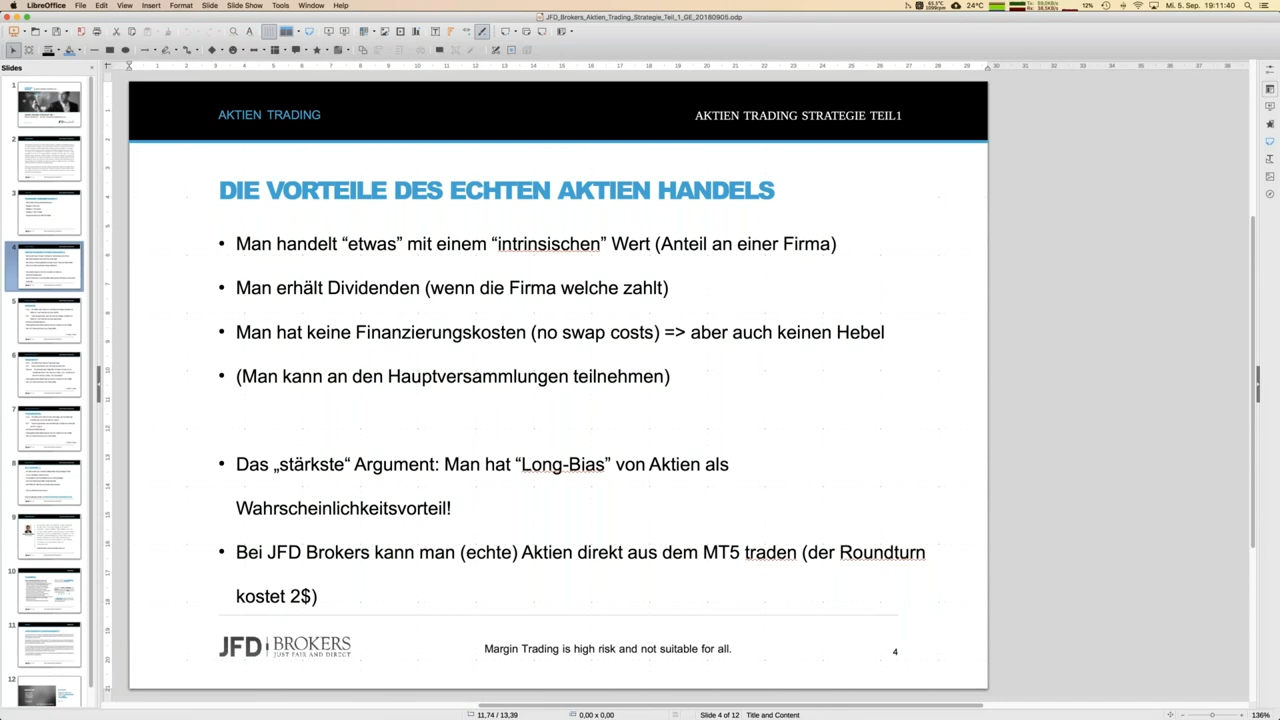 LibreOffice File Edit View Insert Format Slide Slide Show Tools Window Help
24°C 12% Mi. 5. Sep. 19:11:40
JFD_Brokers_Aktien_Trading_Strategie_Teil_1_GE_20180905.odp
Slides
AKTIEN TRADING
AKTIEN TRADING STRATEGIE TEIL1
DIE VORTEILE DES ECHTEN AKTIEN HANDELS
• Man handelt “etwas” mit einem “intrinsischen” Wert (Anteil an einer Firma)
• Man erhält Dividenden (wenn die Firma welche zahlt)
• Man hat keine Finanzierungskosten (no swap costs) => aber auch keinen Hebel
(Man kann an den Hauptversammlungen teilnehmen)
• Das „stärkste“ Argument: Man hat “Long-Bias” von Aktien als
Wahrscheinlichkeitsvorteil!
• Bei JFD Brokers kann man (echte) Aktien direkt aus dem MT5 traden (der Roundturn
kostet 2$)
JFD BROKERS
JUST FAIR AND DIRECT
Margin Trading is high risk and not suitable for all.
4
11,74 / 13,39
0,00 x 0,00
Slide 4 of 12
Title and Content
136%